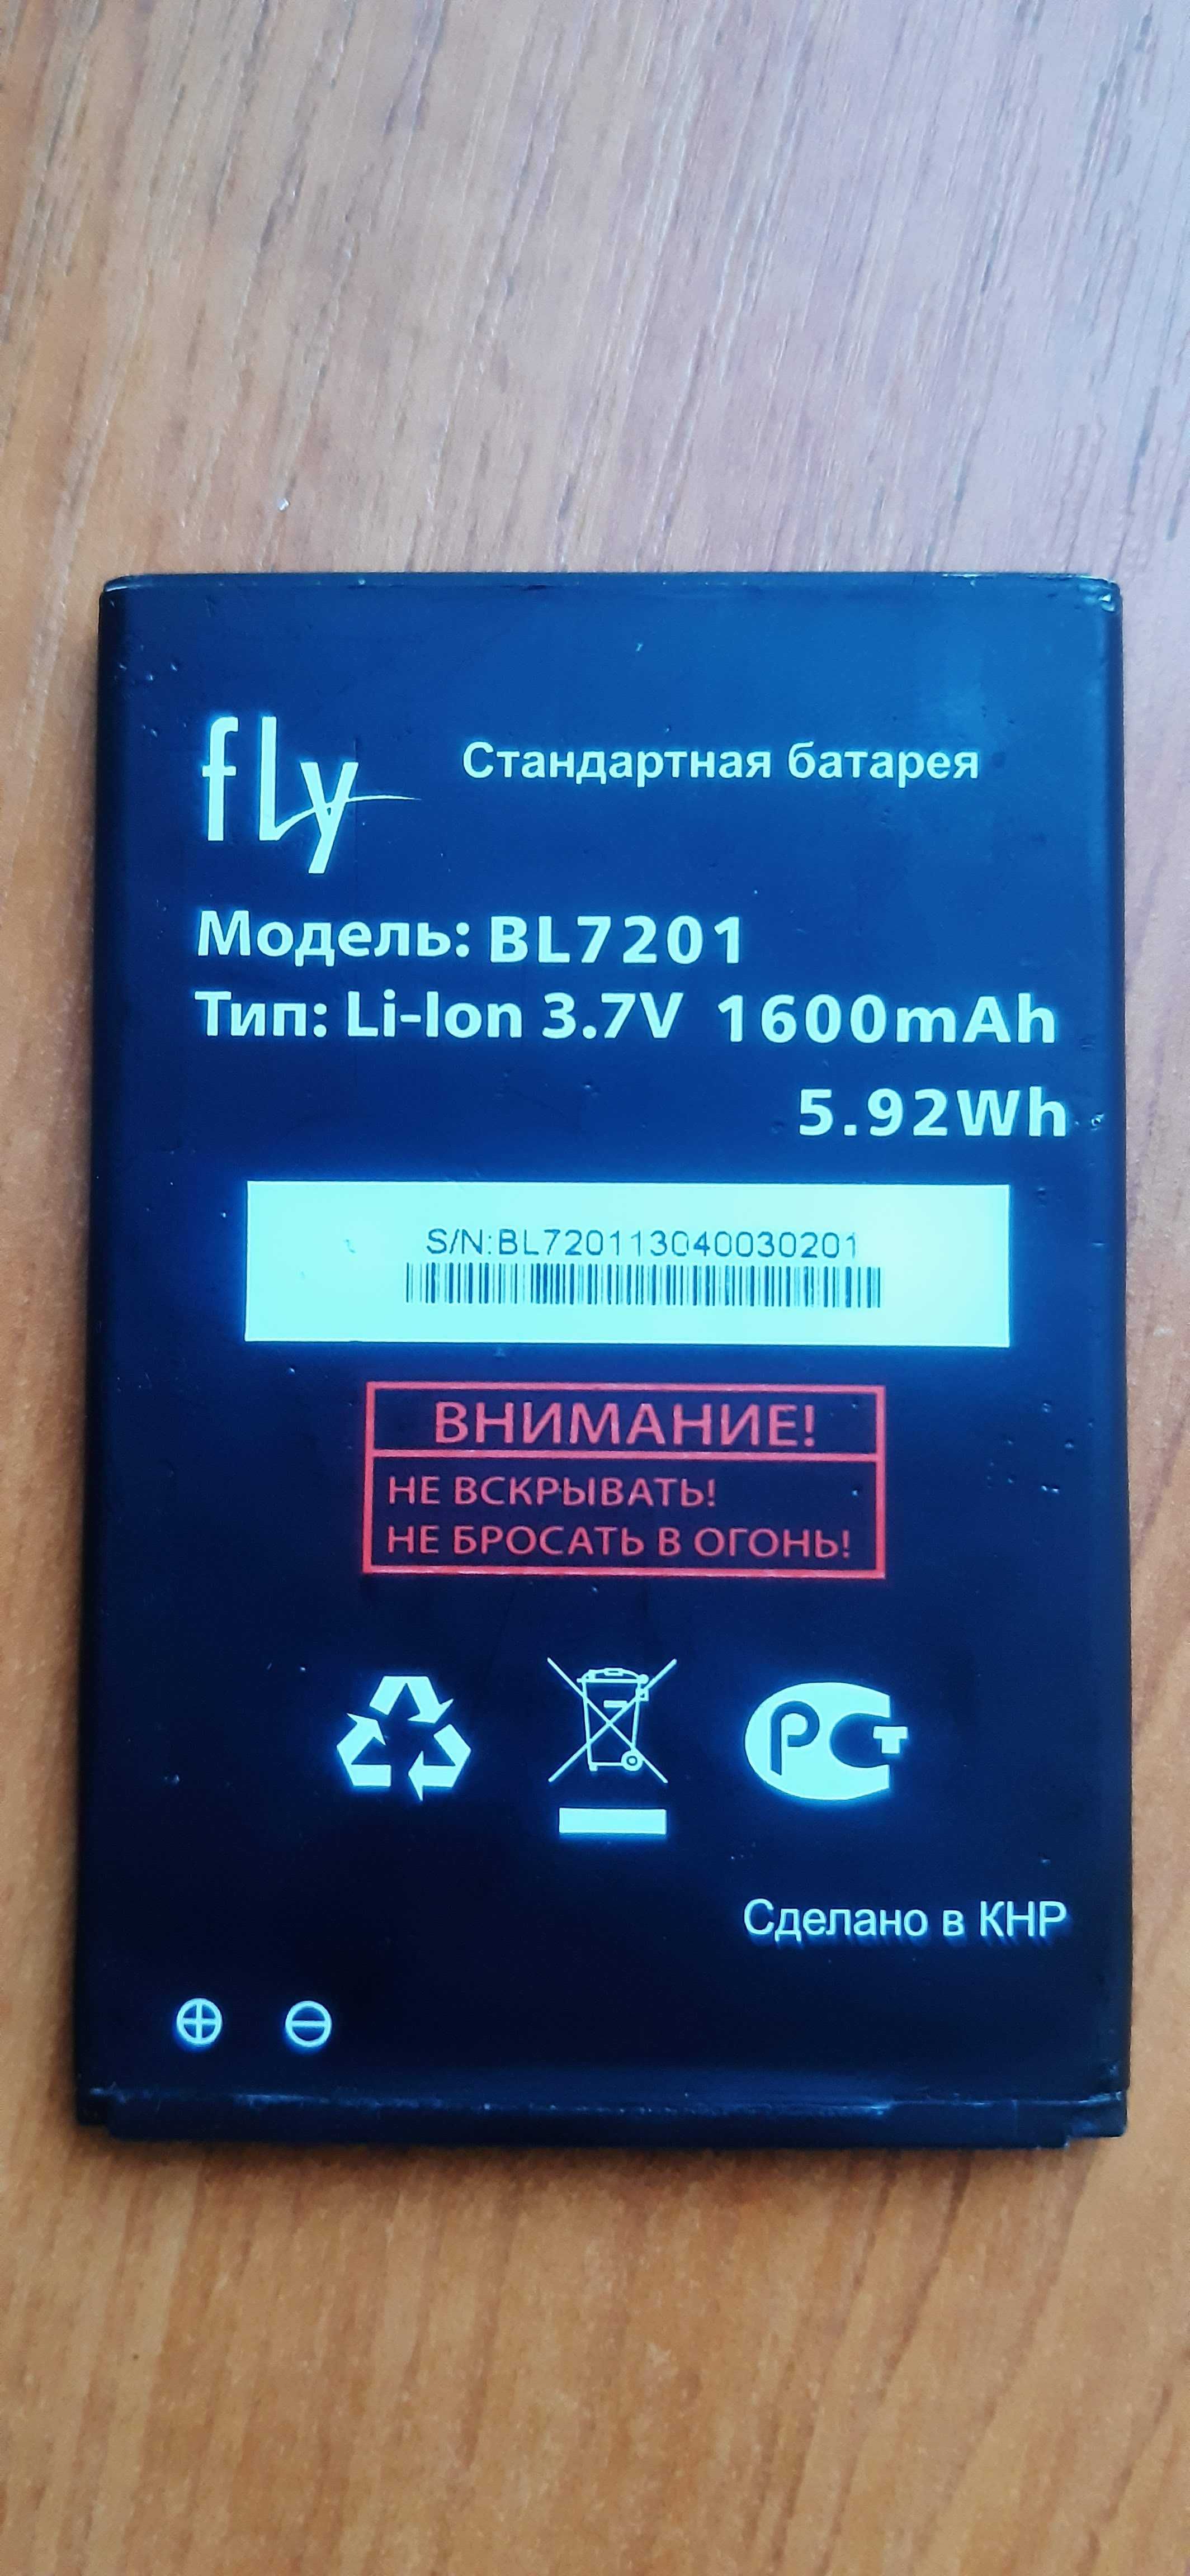 fly
Стандартная батарея
Модель: BL7201
Тип: Li-Ion 3.7V 1600mAh
5.92Wh
S/N:BL720113040030201
ВНИМАНИЕ!
НЕ ВСКРЫВАТЬ!
НЕ БРОСАТЬ В ОГОНЬ!
РСТ
Сделано в КНР